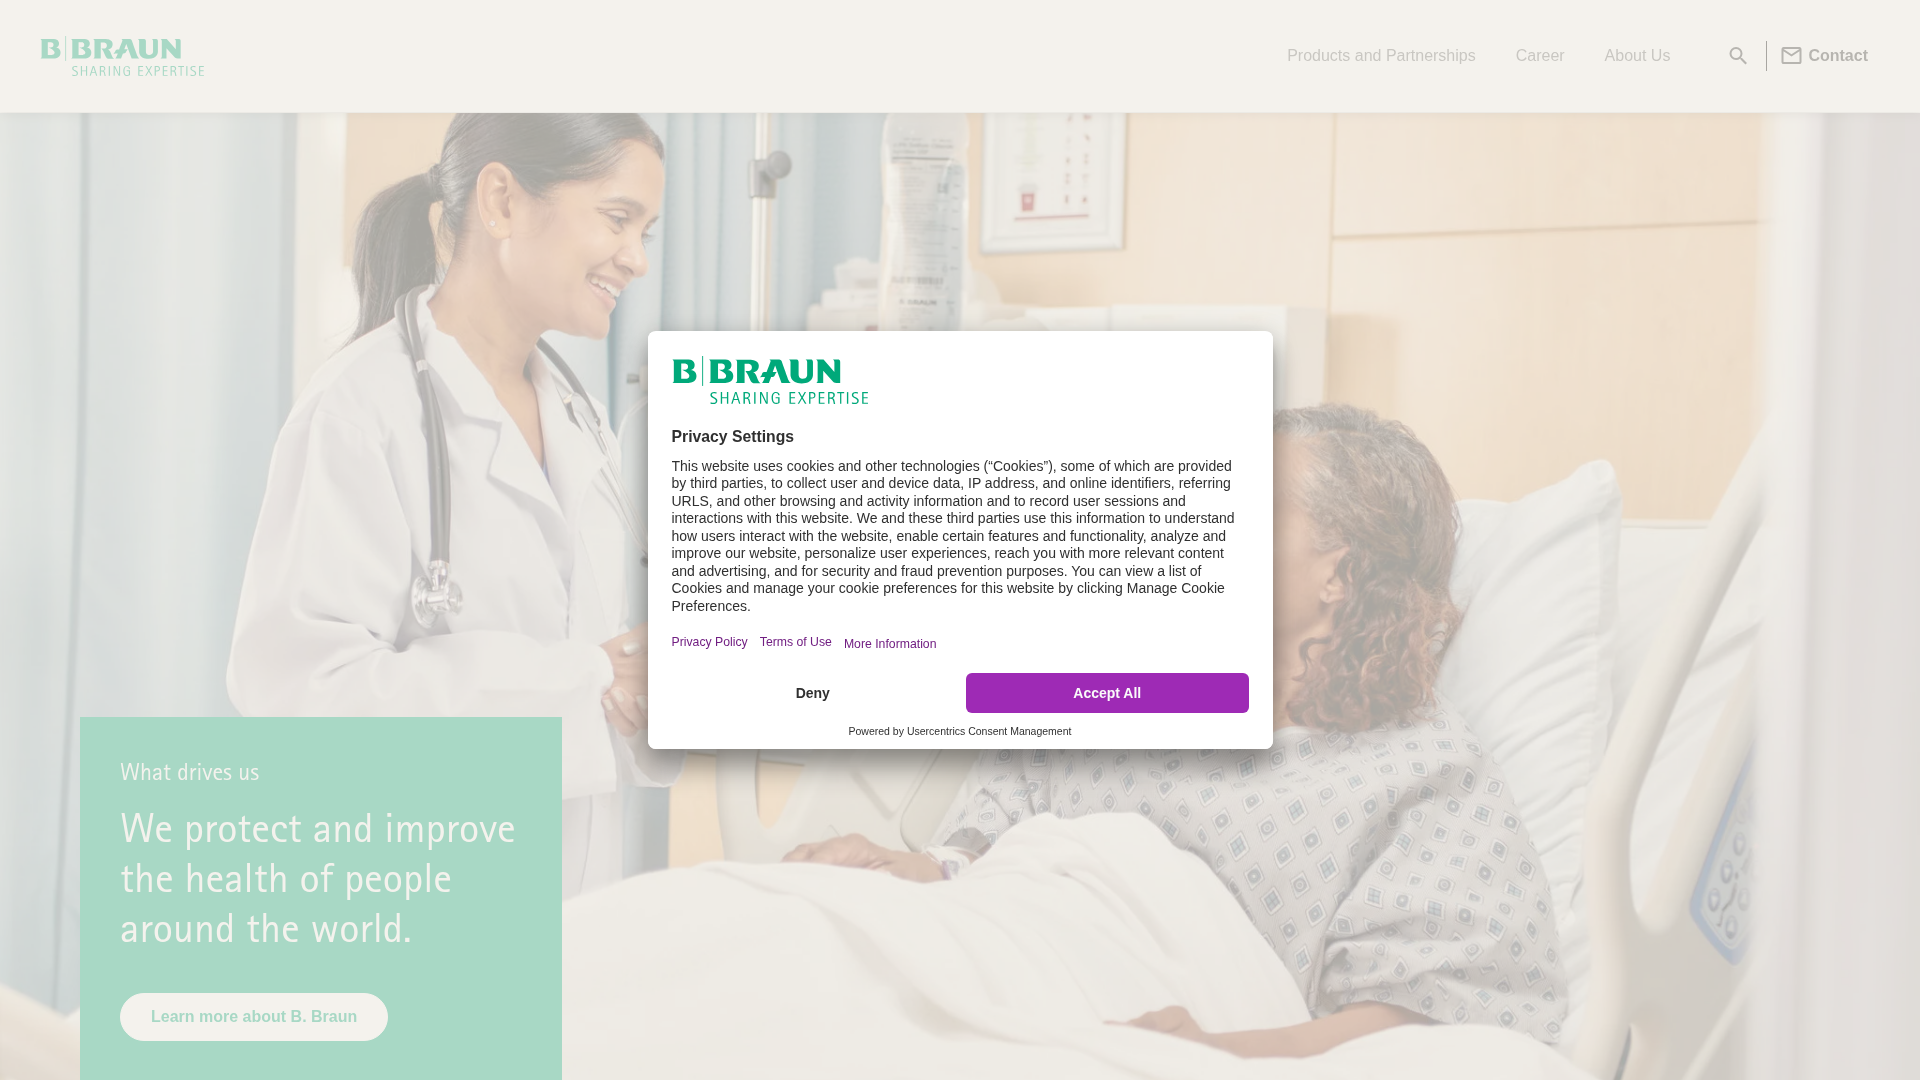 B|BRAUN
SHARING EXPERTISE
Products and Partnerships
Career
About Us
Contact
B|BRAUN
SHARING EXPERTISE
Privacy Settings
This website uses cookies and other technologies (“Cookies”), some of which are provided
by third parties, to collect user and device data, IP address, and online identifiers, referring
URLS, and other browsing and activity information and to record user sessions and
interactions with this website. We and these third parties use this information to understand
how users interact with the website, enable certain features and functionality, analyze and
improve our website, personalize user experiences, reach you with more relevant content
and advertising, and for security and fraud prevention purposes. You can view a list of
Cookies and manage your cookie preferences for this website by clicking Manage Cookie
Preferences.
Privacy Policy
Terms of Use
More Information
Deny
Accept All
Powered by Usercentrics Consent Management
What drives us
We protect and improve
the health of people
around the world.
Learn more about B. Braun